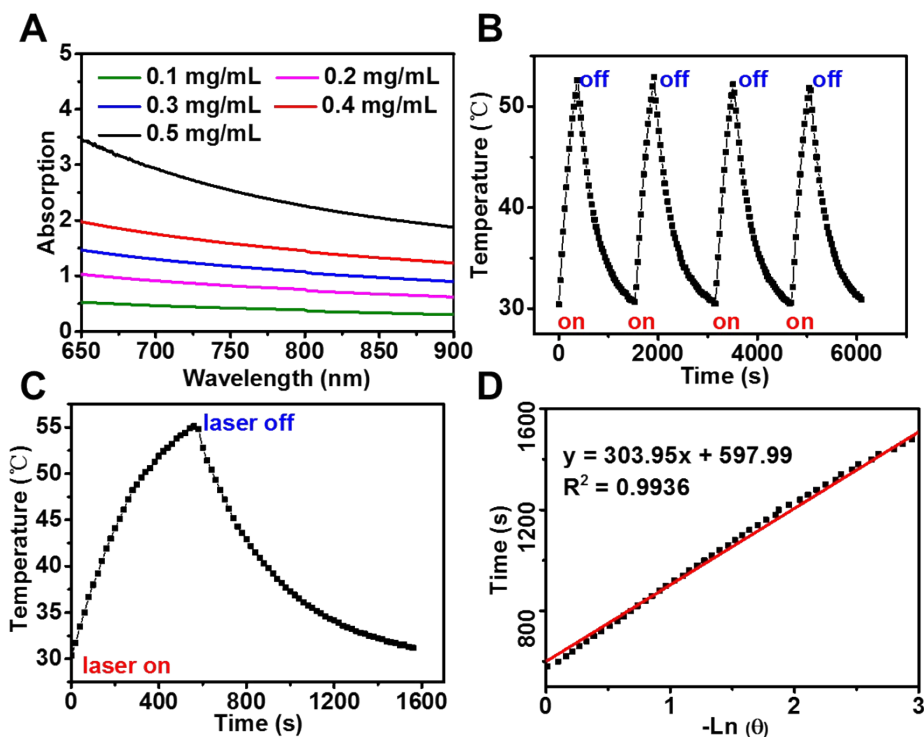 A
Absorption
5
4
3
2
1
0
0.1 mg/mL
0.2 mg/mL
0.3 mg/mL
0.4 mg/mL
0.5 mg/mL
650 700 750 800 850 900
Wavelength (nm)
B
Temperature (℃)
50
40
30
off off off off
on on on on
0 2000 4000 6000
Time (s)
C
Temperature (℃)
55
50
45
40
35
30
laser off
laser on
0 400 800 1200 1600
Time (s)
D
Time (s)
1600
1200
800
y = 303.95x + 597.99
R² = 0.9936
0 1 2 3
-Ln (θ)